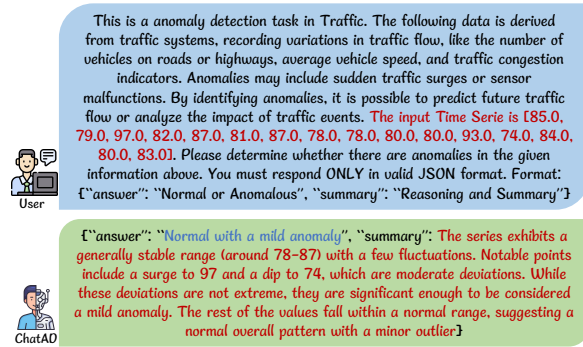 This is a anomaly detection task in Traffic. The following data is derived
from traffic systems, recording variations in traffic flow, like the number of
vehicles on roads or highways, average vehicle speed, and traffic congestion
indicators. Anomalies may include sudden traffic surges or sensor
malfunctions. By identifying anomalies, it is possible to predict future traffic
flow or analyze the impact of traffic events. The input Time Serie is [85.0,
79.0, 97.0, 82.0, 87.0, 81.0, 87.0, 78.0, 78.0, 80.0, 80.0, 93.0, 74.0, 84.0,
80.0, 83.0]. Please determine whether there are anomalies in the given
information above. You must respond ONLY in valid JSON format. Format:
{``answer'': ``Normal or Anomalous'', ``summary'': ``Reasoning and Summary''}
User
{``answer'': ``Normal with a mild anomaly'', ``summary'': The series exhibits a
generally stable range (around 78–87) with a few fluctuations. Notable points
include a surge to 97 and a dip to 74, which are moderate deviations. While
these deviations are not extreme, they are significant enough to be considered
a mild anomaly. The rest of the values fall within a normal range, suggesting a
normal overall pattern with a minor outlier}
ChatAD